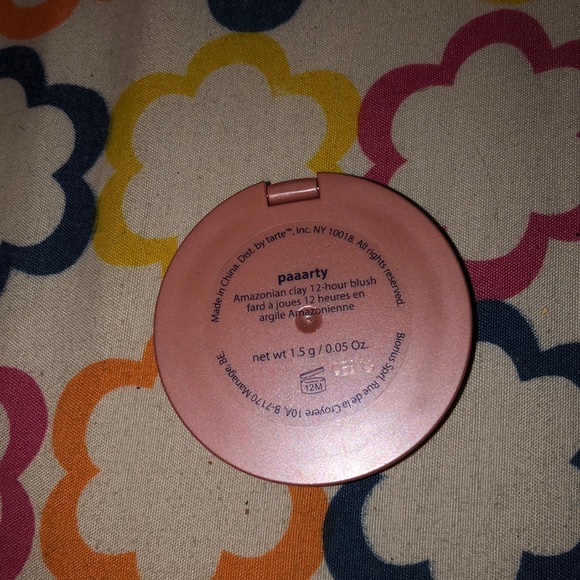 Made in China. Dist. by tarte™, Inc. NY 10018. All rights reserved.
paaarty
Amazonian clay 12-hour blush
fard à joues 12 heures en
argile Amazonienne
net wt 1.5 g / 0.05 Oz.
12M
Biorius Sprl, Rue de la Croyere 10A, B-7170 Manage, BE.